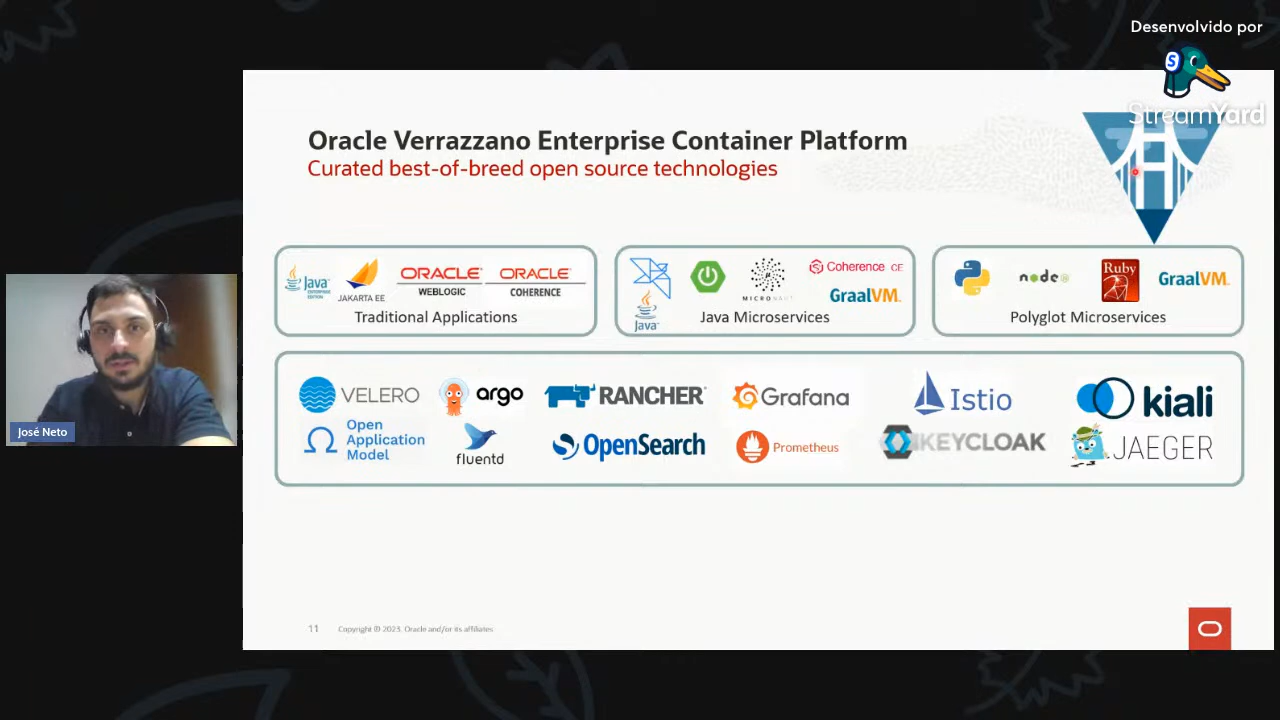 Desenvolvido por
StreamYard
Oracle Verrazzano Enterprise Container Platform
Curated best-of-breed open source technologies
Java
ENTERPRISE EDITION
JAKARTA EE
ORACLE
WEBLOGIC
ORACLE
COHERENCE
Traditional Applications
Java
MICRONAUT
Coherence CE
GraalVM
Java Microservices
node
Ruby
GraalVM
Polyglot Microservices
VELERO
argo
RANCHER
Grafana
Istio
kiali
Open
Application
Model
fluentd
OpenSearch
Prometheus
KEYCLOAK
JAEGER
José Neto
11
Copyright © 2023, Oracle and/or its affiliates